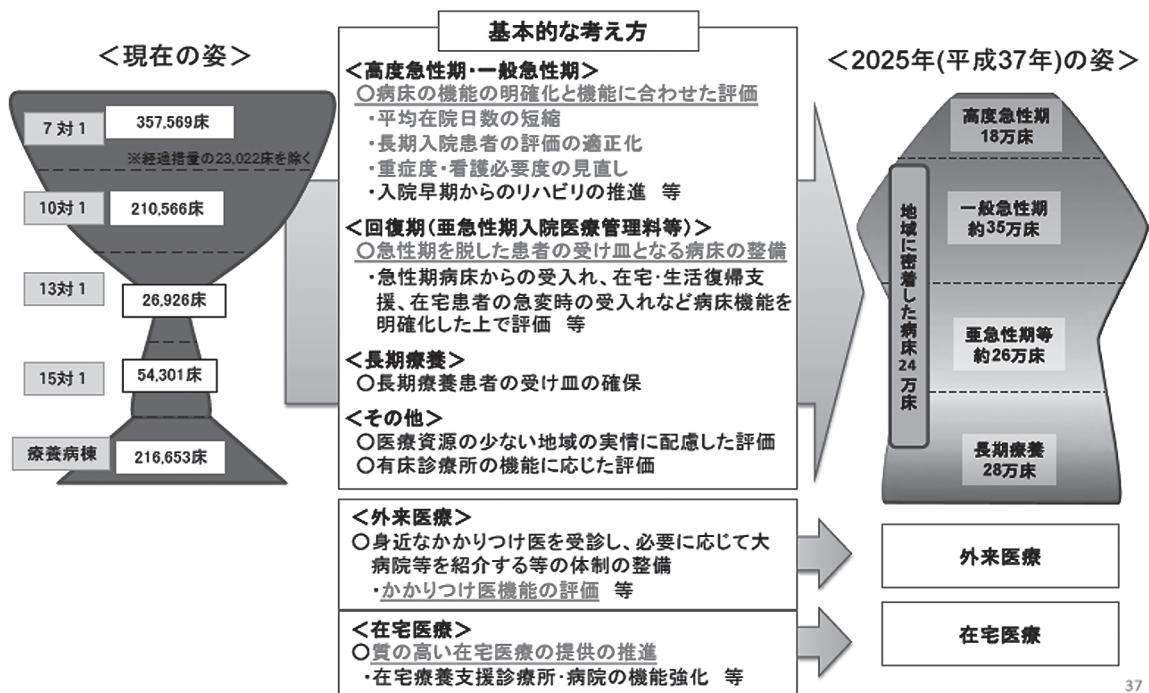 ＜現在の姿＞
7対1
357,569床
※経過措量の23,022床を除く
10対1
210,566床
13対1
26,926床
15対1
54,301床
療養病棟
216,653床
基本的な考え方
＜高度急性期・一般急性期＞
○病床の機能の明確化と機能に合わせた評価
・平均在院日数の短縮
・長期入院患者の評価の適正化
・重症度・看護必要度の見直し
・入院早期からのリハビリの推進 等
＜回復期（亜急性期入院医療管理料等）＞
○急性期を脱した患者の受け皿となる病床の整備
・急性期病床からの受入れ、在宅・生活復帰支
援、在宅患者の急変時の受入れなど病床機能を
明確化した上で評価 等
＜長期療養＞
○長期療養患者の受け皿の確保
＜その他＞
○医療資源の少ない地域の実情に配慮した評価
○有床診療所の機能に応じた評価
＜外来医療＞
○身近なかかりつけ医を受診し、必要に応じて大
病院等を紹介する等の体制の整備
・かかりつけ医機能の評価 等
＜在宅医療＞
○質の高い在宅医療の提供の推進
・在宅療養支援診療所・病院の機能強化 等
＜2025年(平成37年)の姿＞
高度急性期
18万床
一般急性期
約35万床
地域に密着した病床24万床
亜急性期等
約26万床
長期療養
28万床
外来医療
在宅医療
37